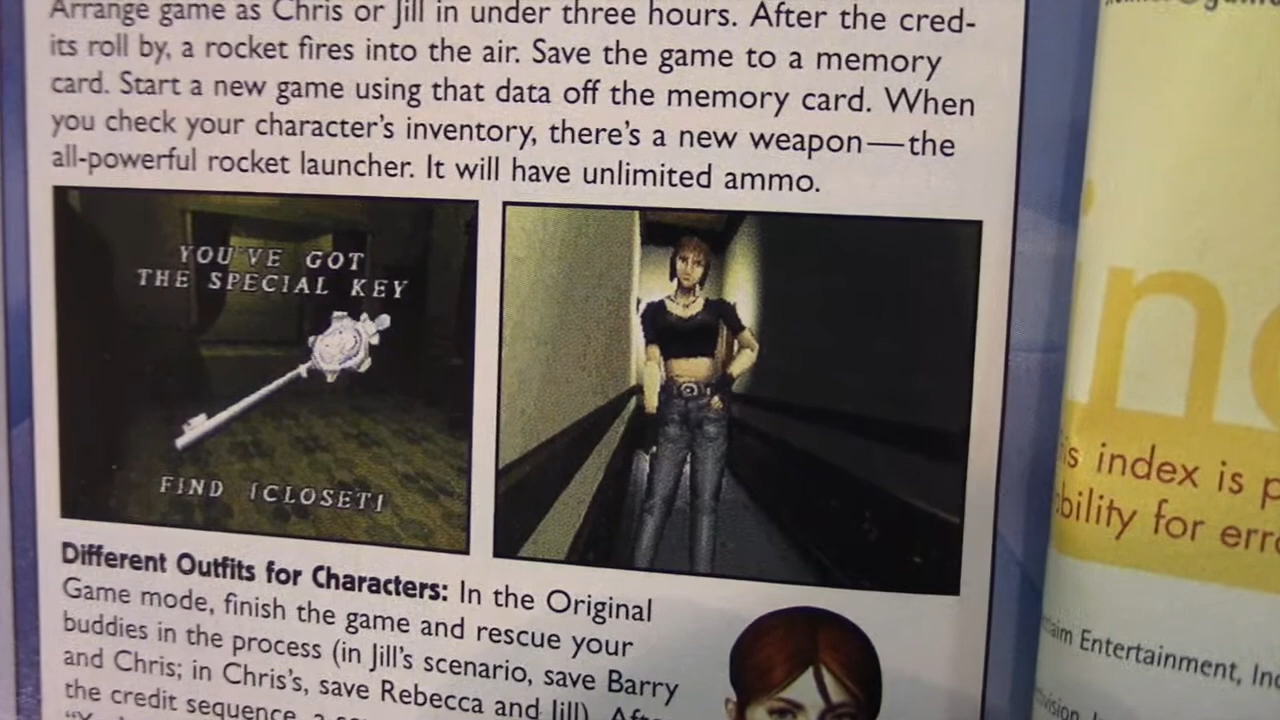 Arrange game as Chris or Jill in under three hours. After the cred-
its roll by, a rocket fires into the air. Save the game to a memory
card. Start a new game using that data off the memory card. When
you check your character's inventory, there's a new weapon—the
all-powerful rocket launcher. It will have unlimited ammo.
YOU'VE GOT
THE SPECIAL KEY
FIND [CLOSET]
Different Outfits for Characters: In the Original
Game mode, finish the game and rescue your
buddies in the process (in Jill's scenario, save Barry
and Chris; in Chris's, save Rebecca and Jill). After
the credit sequence, a
index is
for
Entertainment,